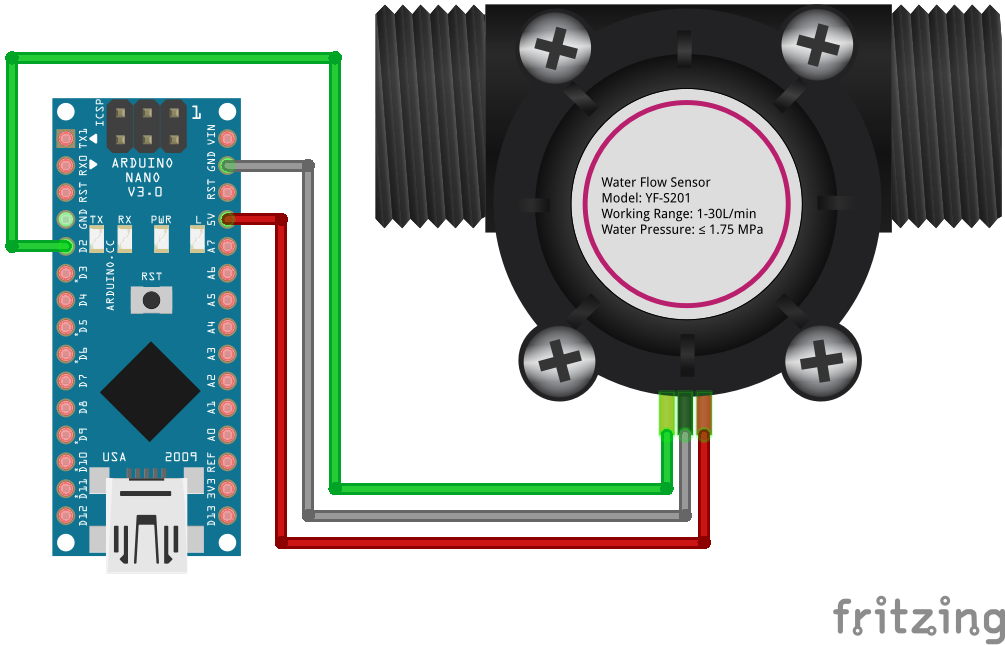 ICSP
1
ARDUINO
NANO
V3.0
TX1
RX0
RST
GND
D2
D3
D4
D5
D6
D7
D8
D9
D10
D11
D12
VIN
GND
RST
5V
A7
A6
A5
A4
A3
A2
A1
A0
REF
3V3
D13
TX RX PWR L
ARDUINO.CC
RST
USA 2009
Water Flow Sensor
Model: YF-S201
Working Range: 1-30L/min
Water Pressure: ≤ 1.75 MPa
fritzing